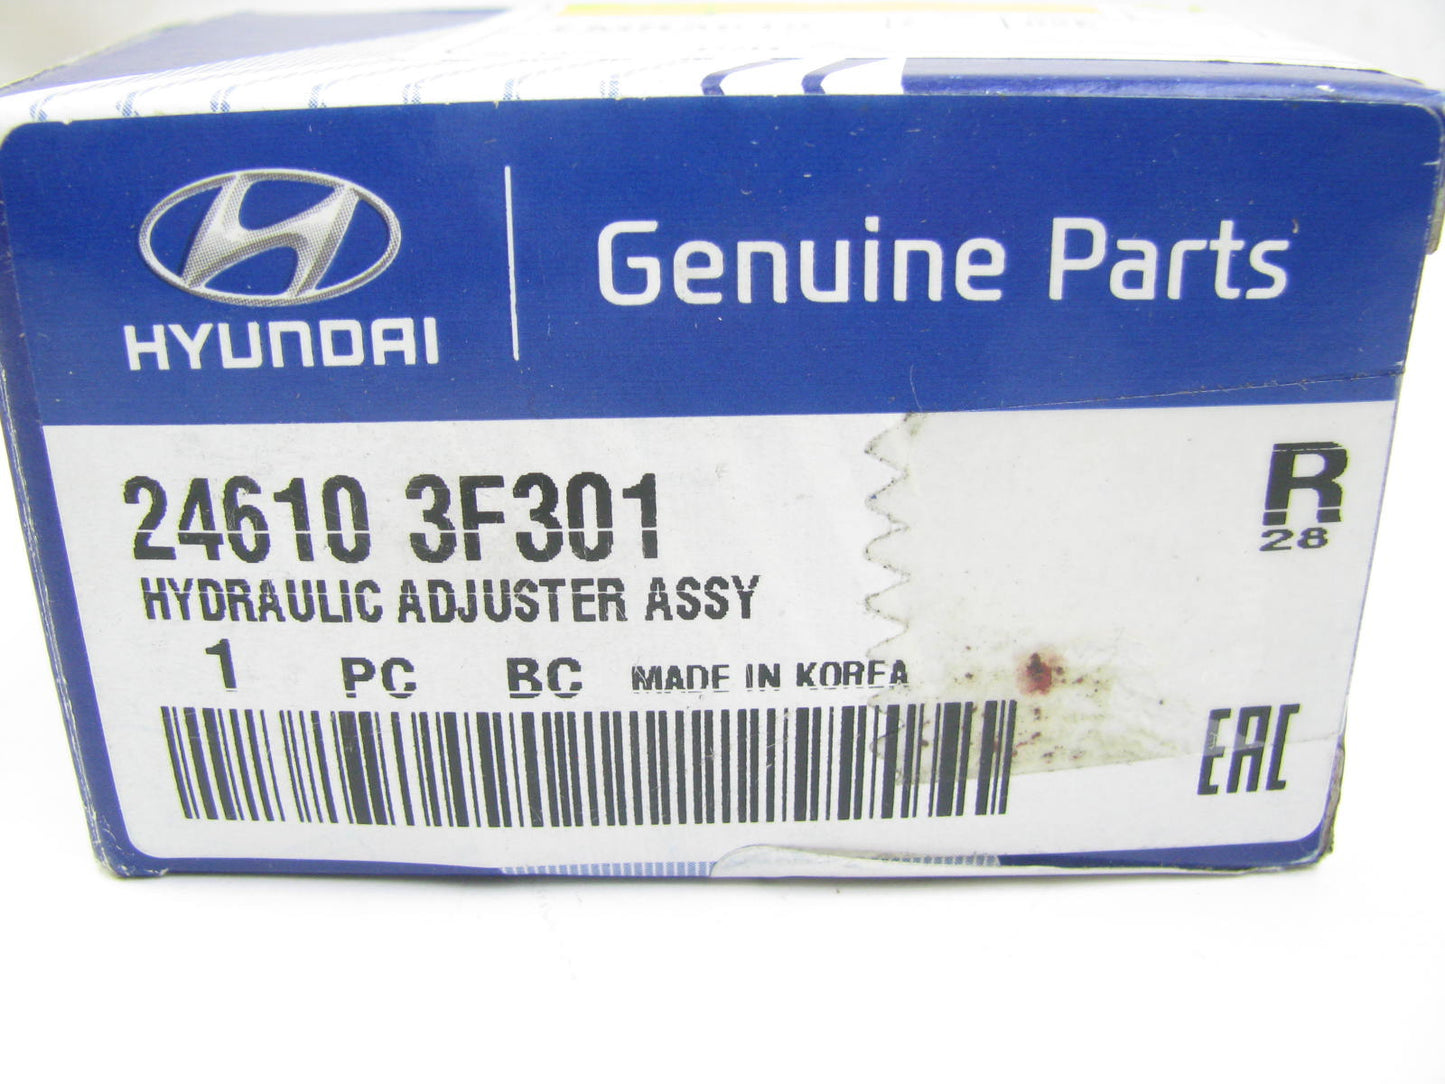 HYUNDAI
Genuine Parts
24610 3F301
R
28
HYDRAULIC ADJUSTER ASSY
1 PC BC MADE IN KOREA
EAC